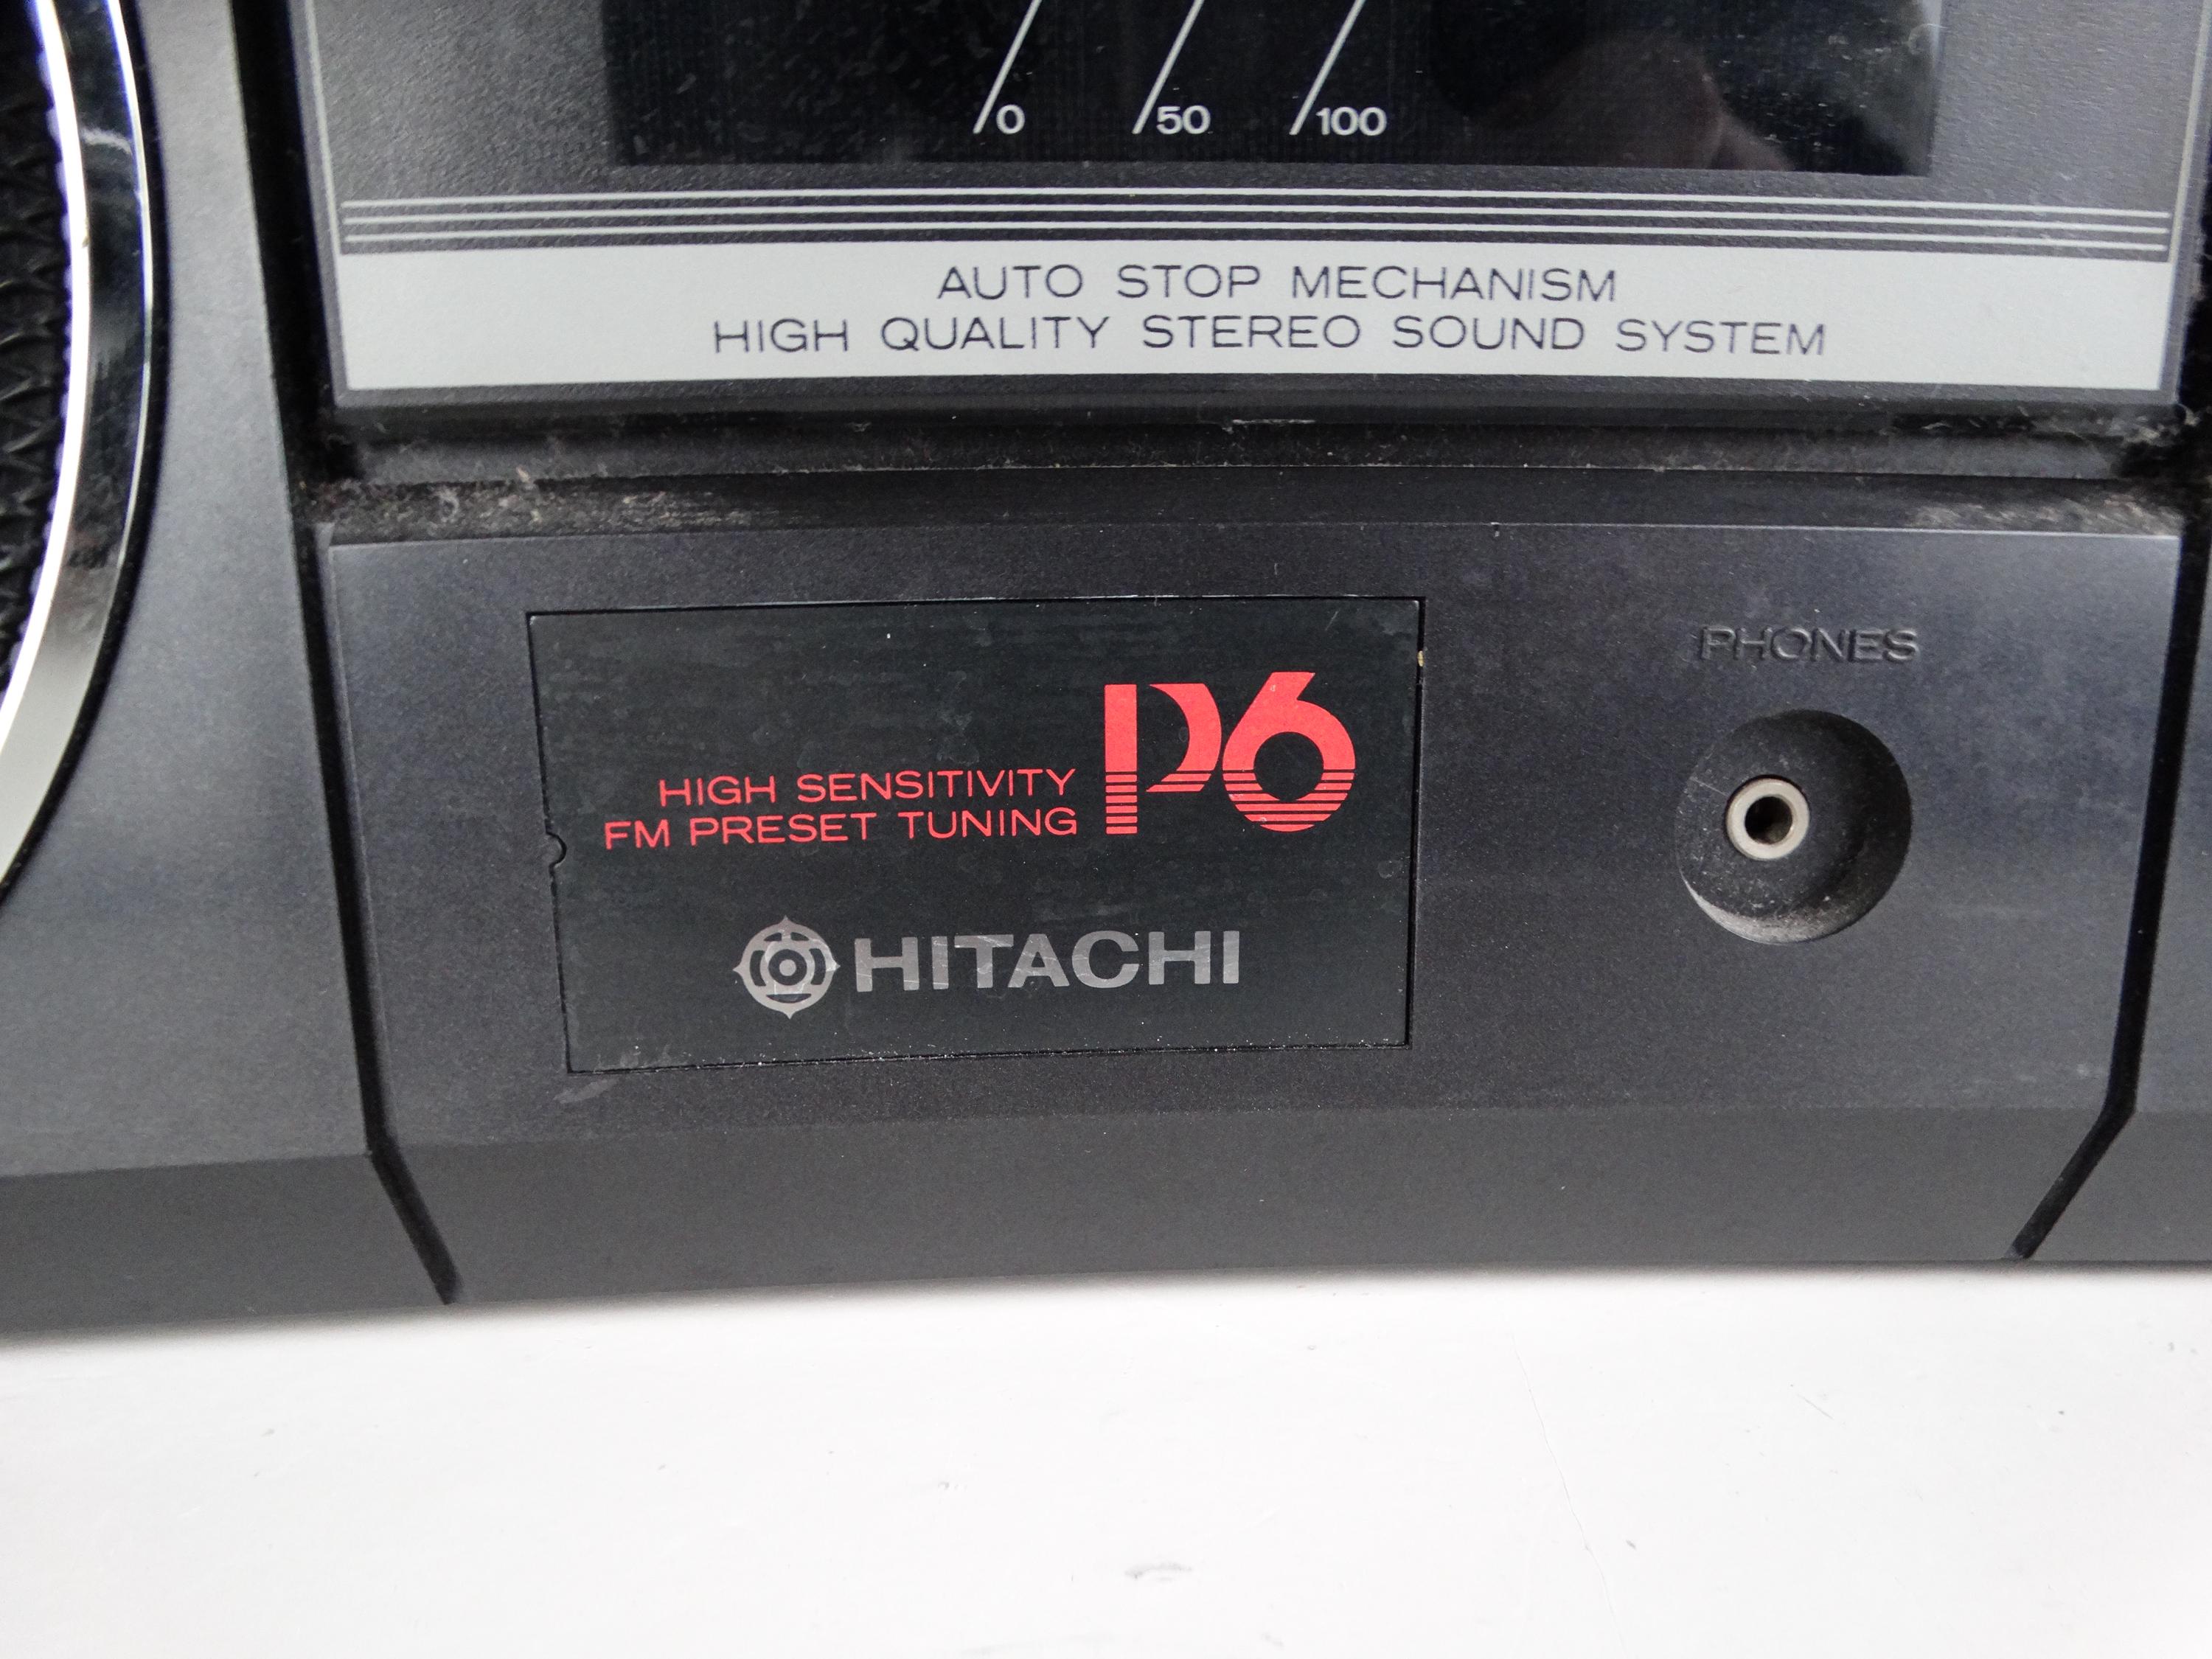 /0 /50 /100
AUTO STOP MECHANISM
HIGH QUALITY STEREO SOUND SYSTEM
PHONES
P6
HIGH SENSITIVITY
FM PRESET TUNING
HITACHI